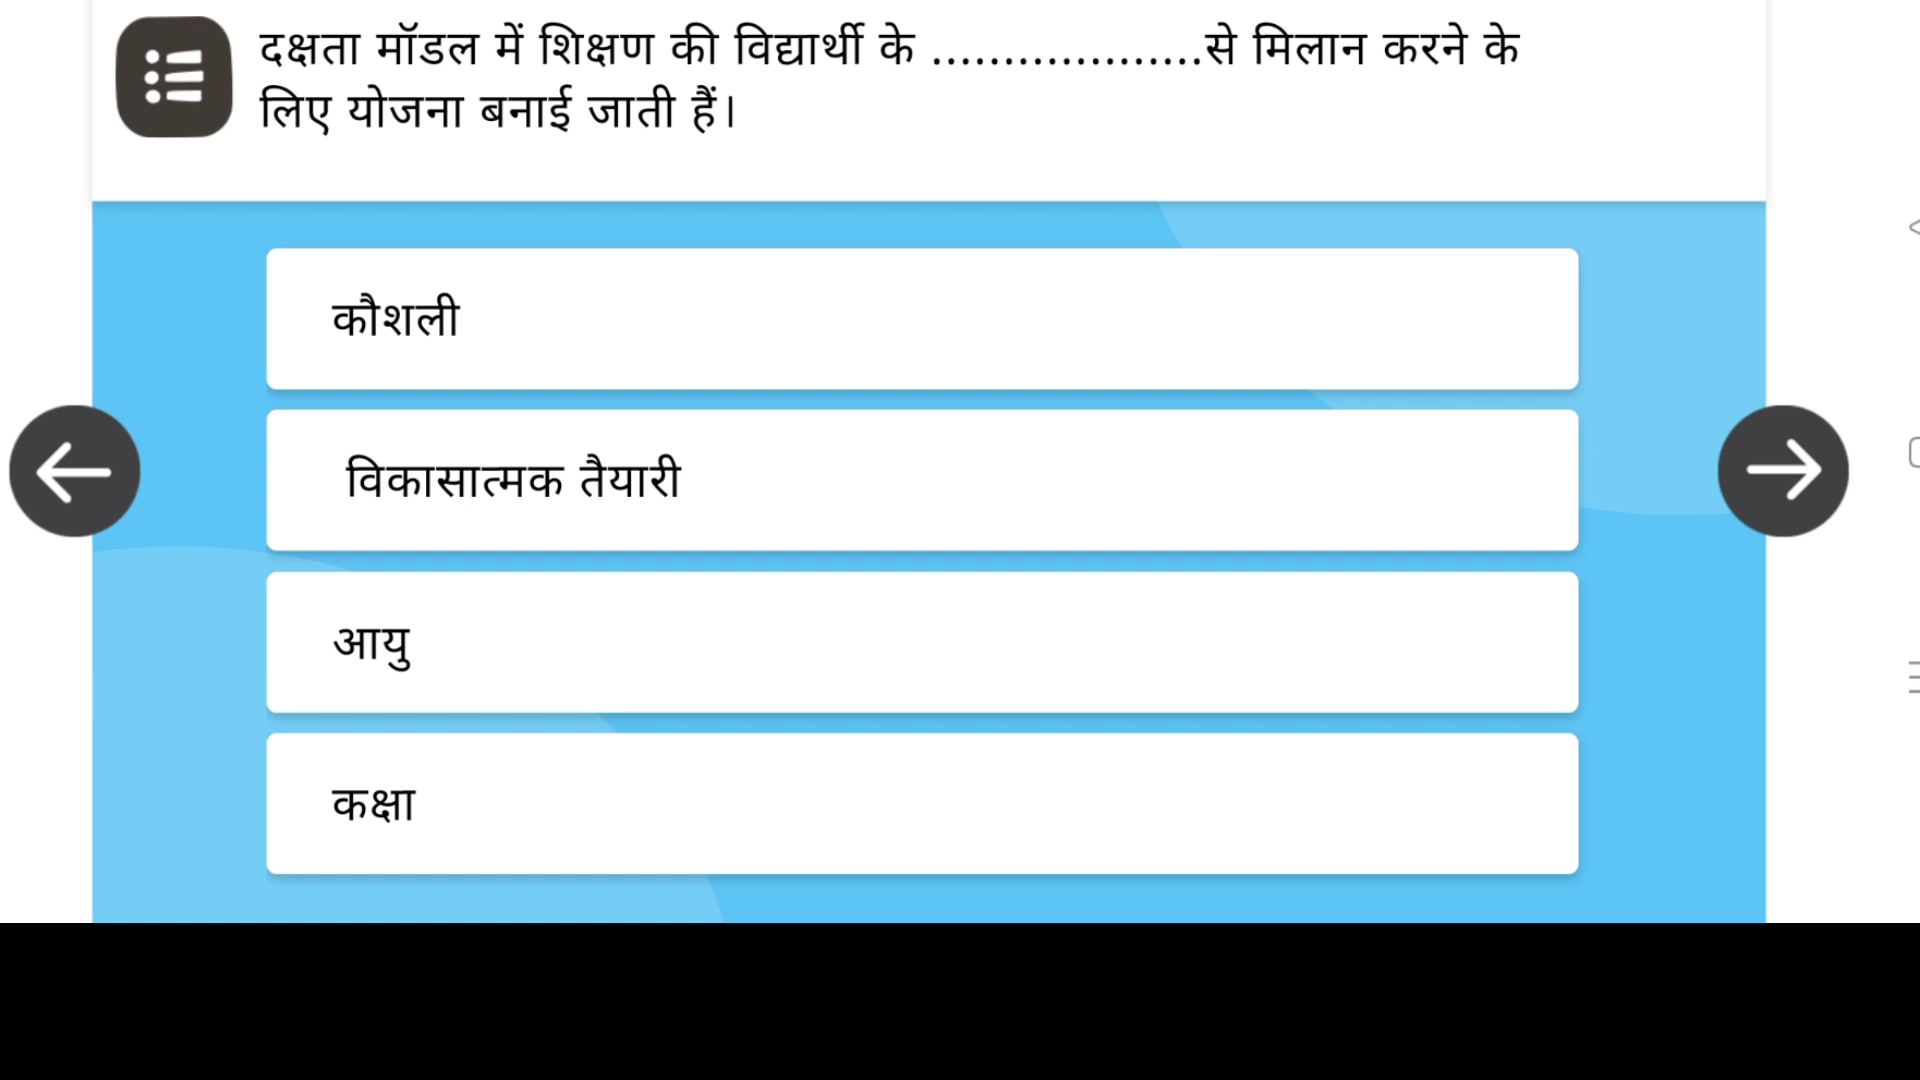 दक्षता मॉडल में शिक्षण की विद्यार्थी के ...................से मिलान करने के
लिए योजना बनाई जाती हैं।
कौशली
विकासात्मक तैयारी
आयु
कक्षा